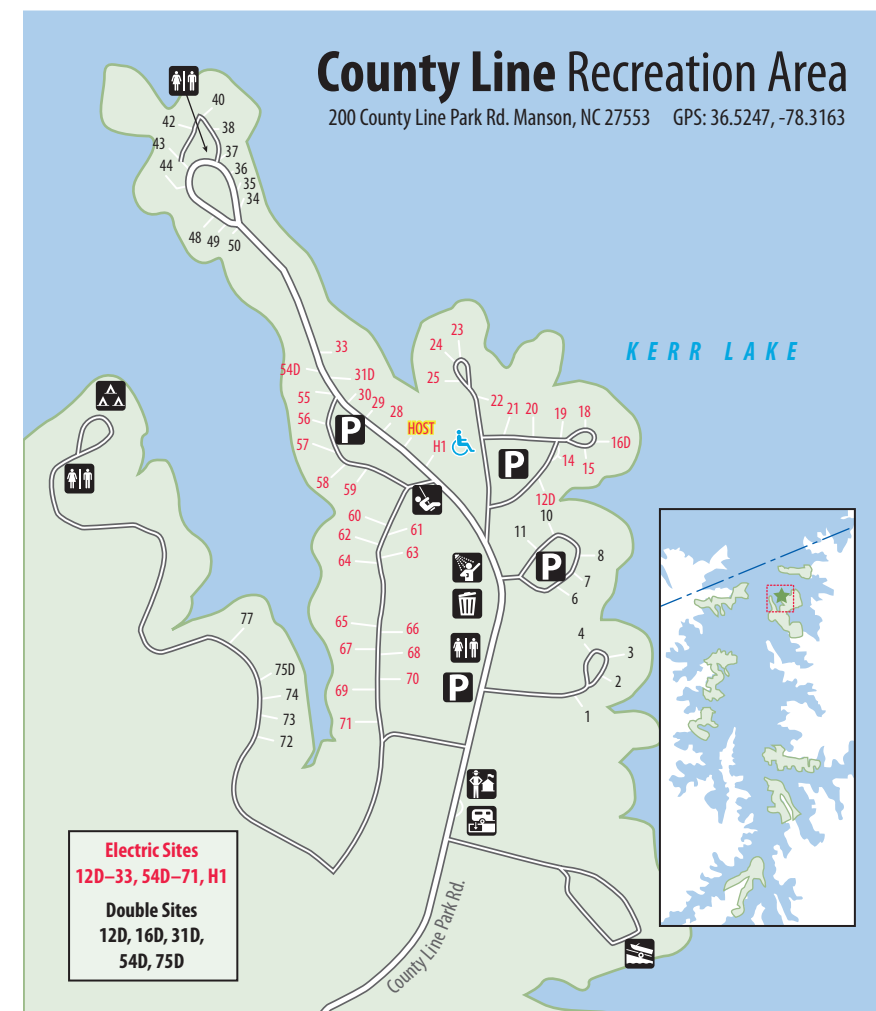 County Line Recreation Area
200 County Line Park Rd. Manson, NC 27553 GPS: 36.5247, -78.3163
40
42
38
43
37
44
36
35
34
48
49
50
KERR LAKE
23
33
24
54D
31D
25
55
30
29
28
22
21
20
19
18
56
HOST
P
H1
16D
57
P
14
15
58
59
12D
60
10
61
11
62
63
64
8
P
7
6
65
66
77
4
67
68
3
75D
70
2
69
P
74
73
71
1
72
Electric Sites
12D–33, 54D–71, H1
Double Sites
12D, 16D, 31D,
54D, 75D
County Line Park Rd.